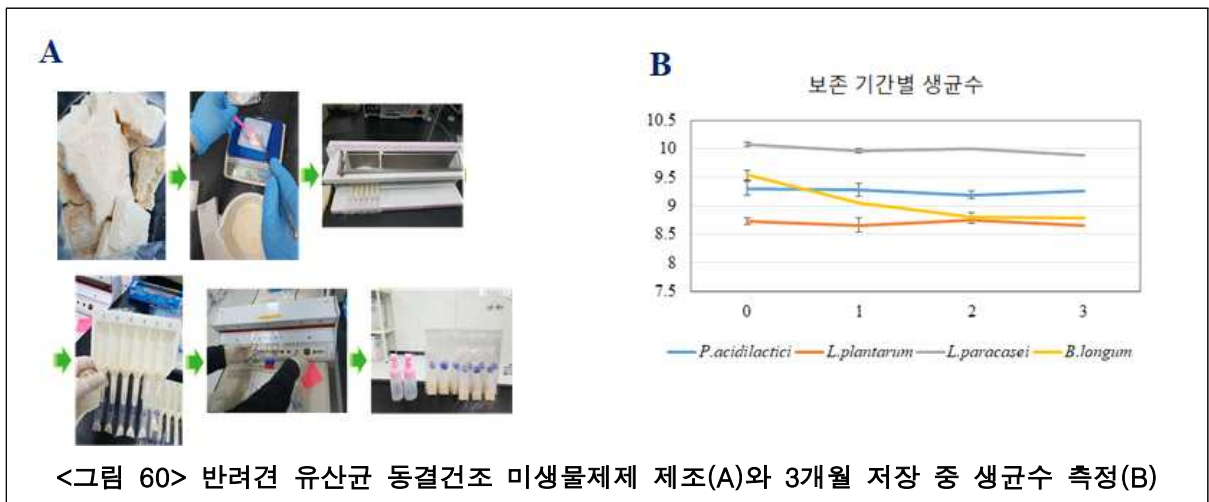 A
B
보존 기간별 생균수
10.5
10
9.5
9
8.5
8
7.5
0 1 2 3
P.acidilactici L.plantarum L.paracasei B.longum
<그림 60> 반려견 유산균 동결건조 미생물제제 제조(A)와 3개월 저장 중 생균수 측정(B)